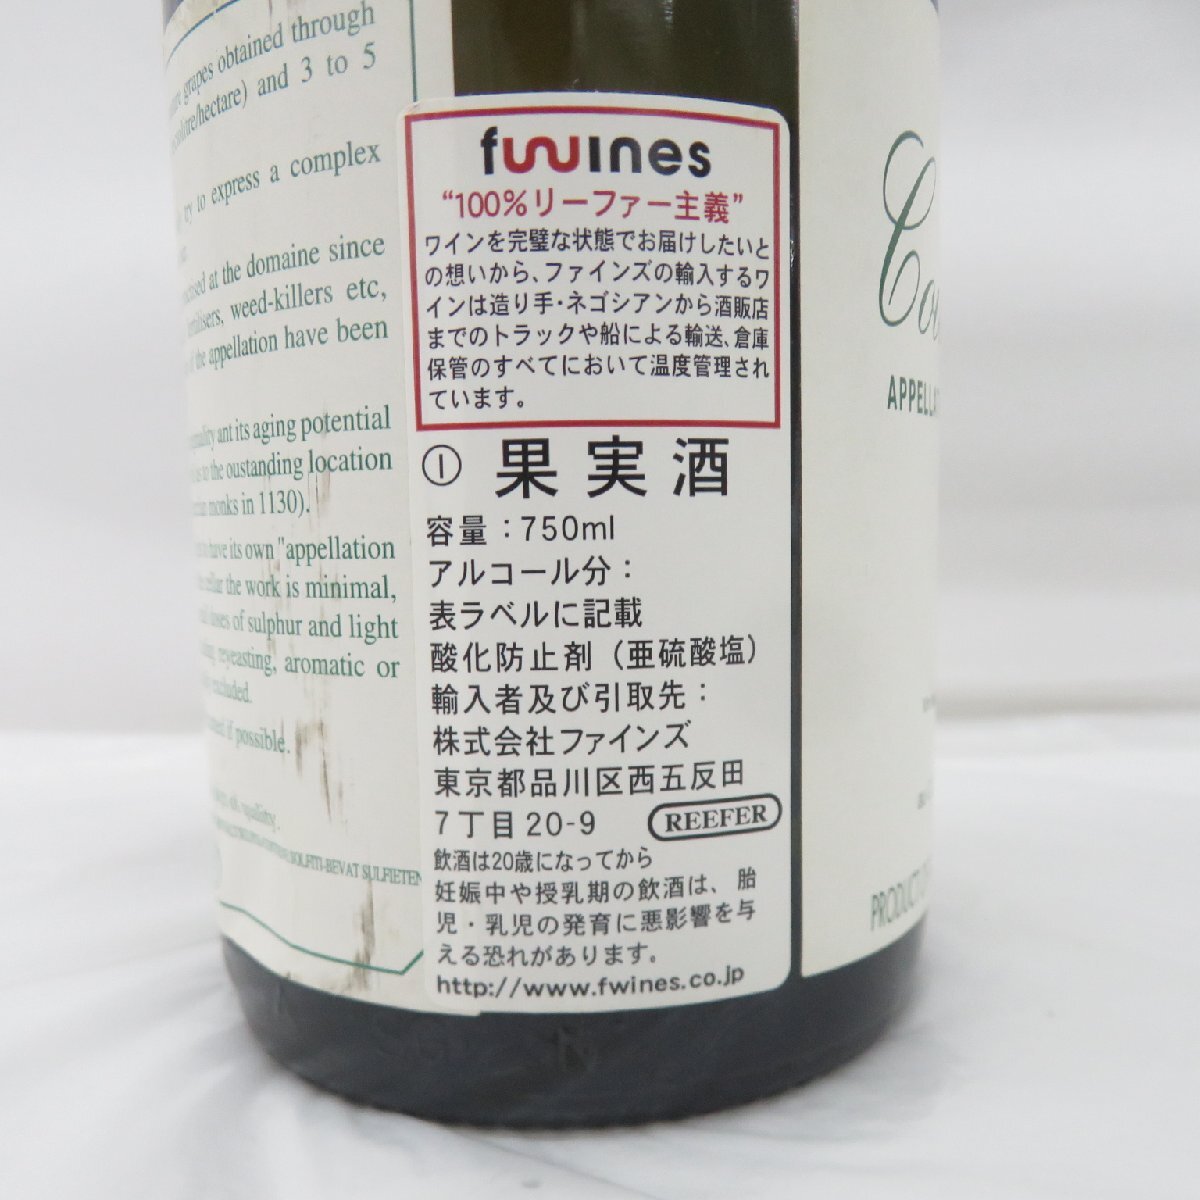 grapes obtained through
hectare) and 3 to 5
to express a complex
at the domaine since
weed-killers etc,
the appellation have been
its aging potential
to the oustanding location
monks in 1130).
have its own "appellation
the work is minimal,
of sulphur and light
aromatic or
excluded.
if possible.
SULFIETEN
fwines
“100%リーファー主義”
ワインを完璧な状態でお届けしたいと
の想いから、ファインズの輸入するワ
インは造り手・ネゴシアンから酒販店
までのトラックや船による輸送、倉庫
保管のすべてにおいて温度管理され
ています。
① 果実酒
容量：750ml
アルコール分：
表ラベルに記載
酸化防止剤（亜硫酸塩）
輸入者及び引取先：
株式会社ファインズ
東京都品川区西五反田
7丁目20-9 REEFER
飲酒は20歳になってから
妊娠中や授乳期の飲酒は、胎
児・乳児の発育に悪影響を与
える恐れがあります。
http://www.fwines.co.jp